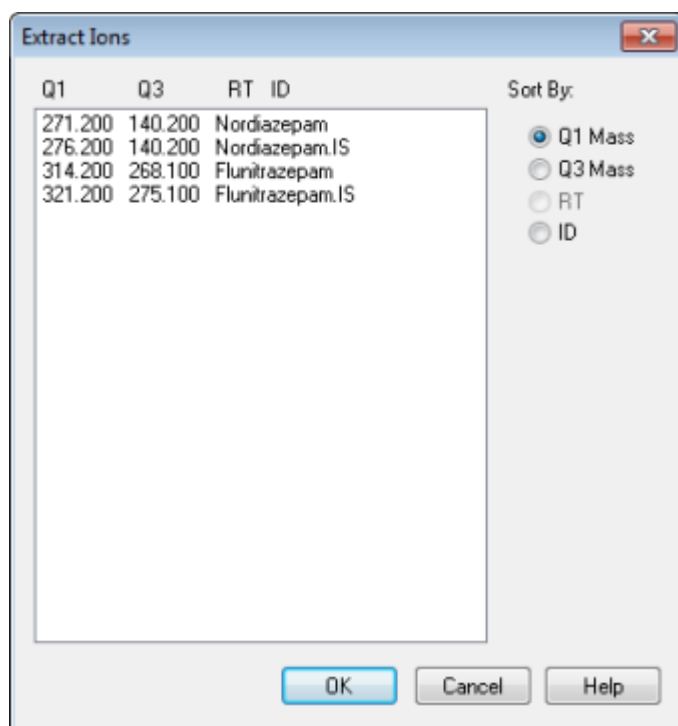 Extract Ions
Q1 Q3 RT ID
271.200 140.200 Nordiazepam
276.200 140.200 Nordiazepam.IS
314.200 268.100 Flunitrazepam
321.200 275.100 Flunitrazepam.IS
Sort By:
Q1 Mass
Q3 Mass
RT
ID
OK Cancel Help